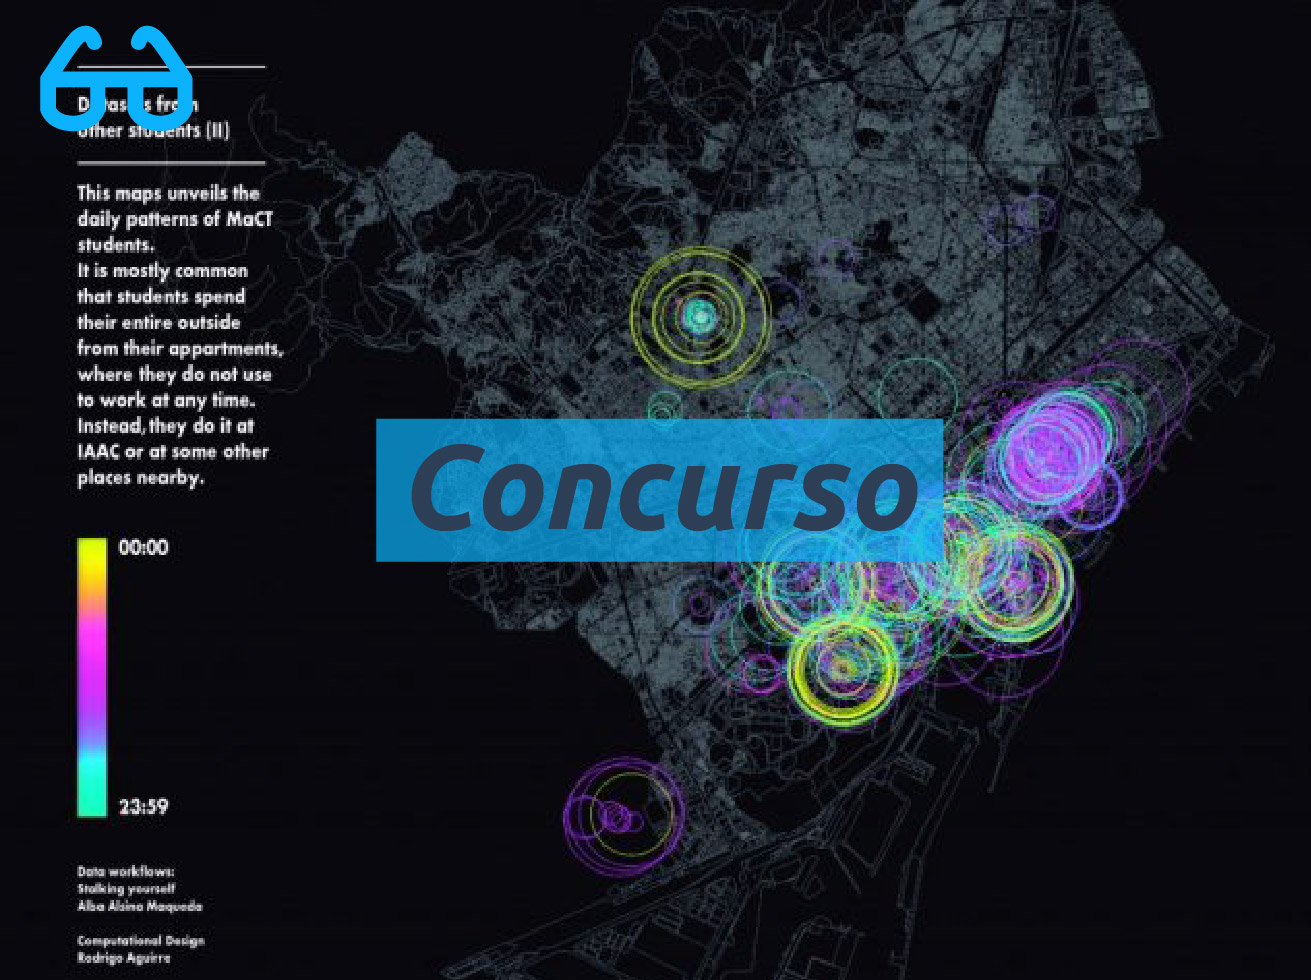 Datasets from
other students (II)
This maps unveils the
daily patterns of MaCT
students.
It is mostly common
that students spend
their entire outside
from their appartments,
where they do not use
to work at any time.
Instead, they do it at
IAAC or at some other
places nearby.
Concurso
00:00
23:59
Data workflows:
Stalking yourself
Alba Alsina Maqueda
Computational Design
Rodrigo Aguirre